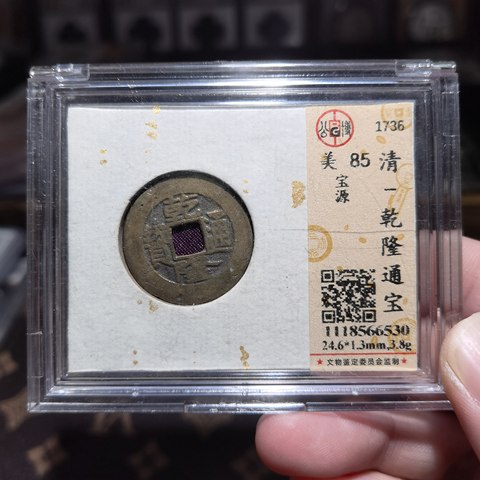 乾隆通寶
1736
美 85
宝源
清-乾隆通宝
1118566530
24.6*1.3mm,3.8g
★文物鉴定委员会监制★